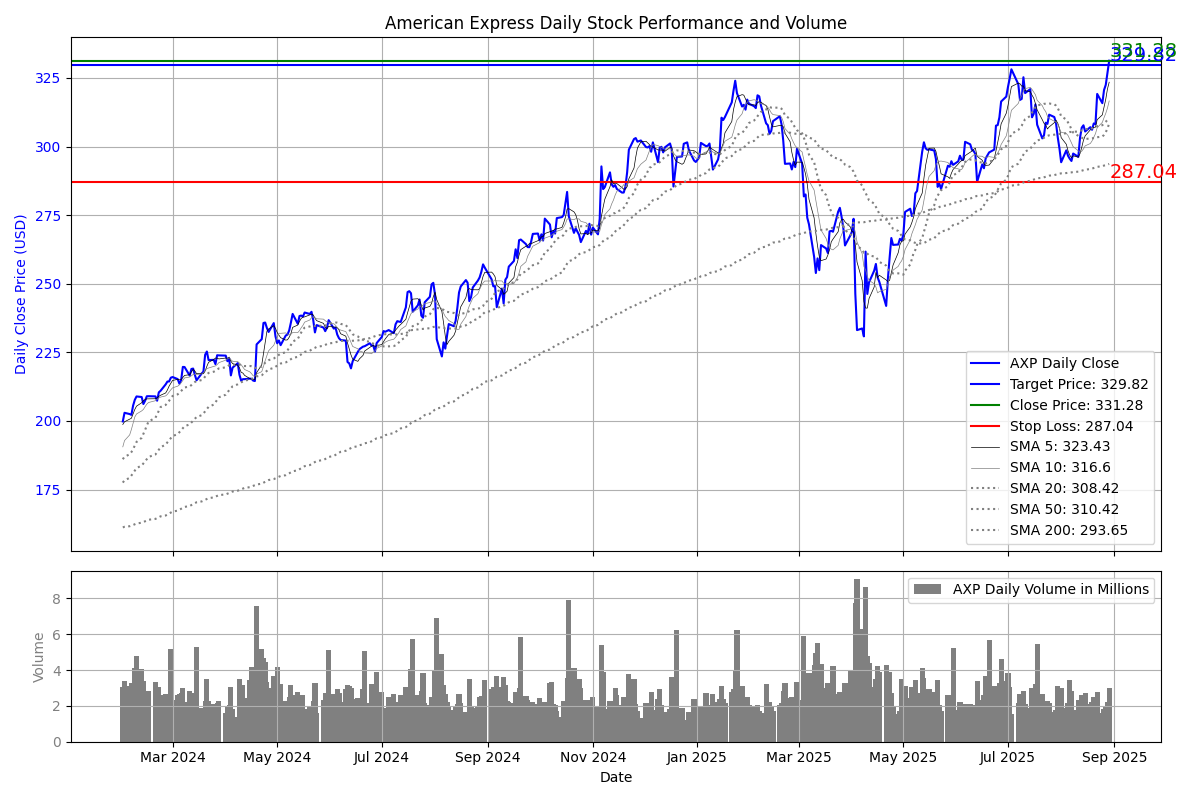 American Express Daily Stock Performance and Volume
331.28
329.82
325
300
287.04
275
250
225
200
175
Daily Close Price (USD)
AXP Daily Close
Target Price: 329.82
Close Price: 331.28
Stop Loss: 287.04
SMA 5: 323.43
SMA 10: 316.6
SMA 20: 308.42
SMA 50: 310.42
SMA 200: 293.65
AXP Daily Volume in Millions
8
6
4
2
0
Volume
Mar 2024 May 2024 Jul 2024 Sep 2024 Nov 2024 Jan 2025 Mar 2025 May 2025 Jul 2025 Sep 2025
Date